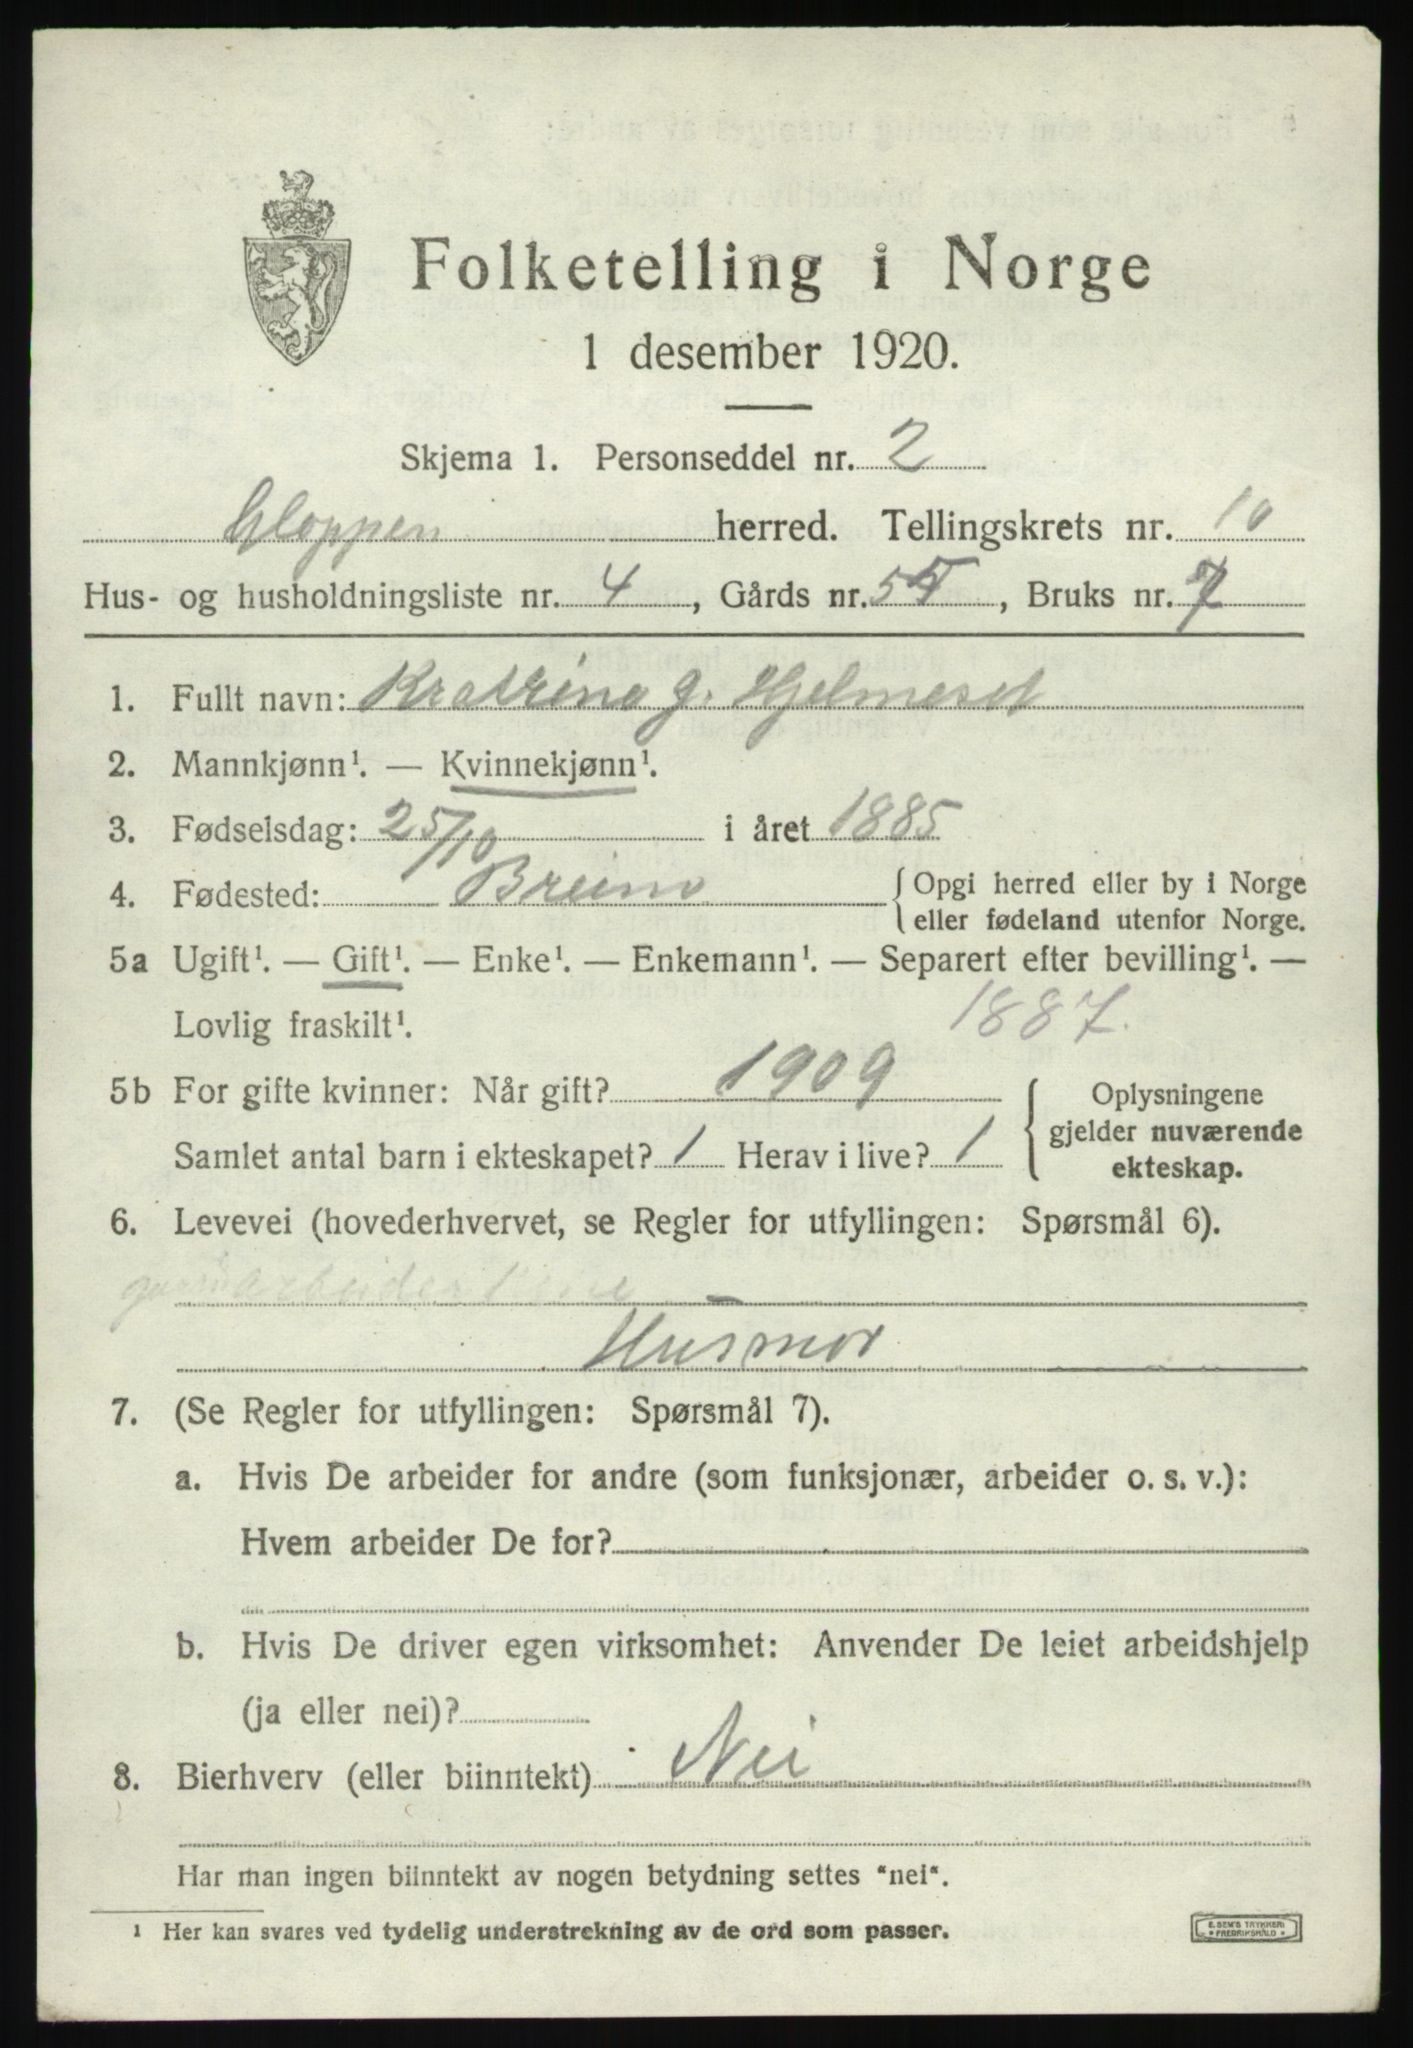 Folketelling i Norge
1 desember 1920.
Skjema 1. Personseddel nr. 2
Gloppen herred. Tellingskrets nr. 10
Hus- og husholdningsliste nr. 4, Gårds nr. 55, Bruks nr. 7
1. Fullt navn: Kratrina J. Hjelmeset
2. Mannkjønn¹. — Kvinnekjønn¹.
3. Fødselsdag: 25/10 i året 1885
4. Fødested: Breim { Opgi herred eller by i Norge
eller fødeland utenfor Norge.
5a Ugift¹. — Gift¹. — Enke¹. — Enkemann¹. — Separert efter bevilling¹. —
Lovlig fraskilt¹. 1887.
5b For gifte kvinner: Når gift? 1909
Samlet antal barn i ekteskapet? 1 Herav i live? 1
{ Oplysningene
gjelder nuværende
ekteskap.
6. Levevei (hovederhvervet, se Regler for utfyllingen: Spørsmål 6).
arbeider
Husmor
7. (Se Regler for utfyllingen: Spørsmål 7).
a. Hvis De arbeider for andre (som funksjonær, arbeider o. s. v.):
Hvem arbeider De for?
b. Hvis De driver egen virksomhet: Anvender De leiet arbeidshjelp
(ja eller nei)?
8. Bierhverv (eller biinntekt) Nei
Har man ingen biinntekt av nogen betydning settes "nei".
¹ Her kan svares ved tydelig understrekning av de ord som passer.
E. SEM'S TRYKKERI
* FREDRIKSHALD *